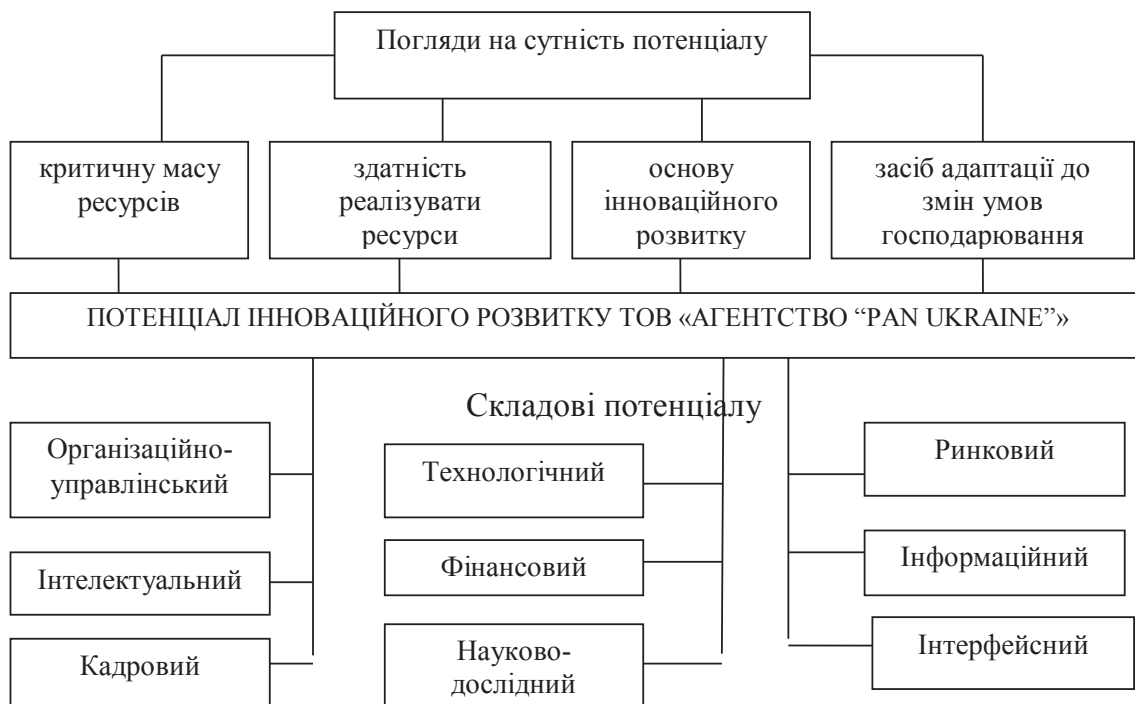 Погляди на сутність потенціалу
критичну масу
ресурсів
здатність
реалізувати
ресурси
основу
інноваційного
розвитку
засіб адаптації до
змін умов
господарювання
ПОТЕНЦІАЛ ІННОВАЦІЙНОГО РОЗВИТКУ ТОВ «АГЕНТСТВО “PAN UKRAINE”»
Складові потенціалу
Організаційно-
управлінський
Інтелектуальний
Кадровий
Технологічний
Фінансовий
Науково-
дослідний
Ринковий
Інформаційний
Інтерфейсний